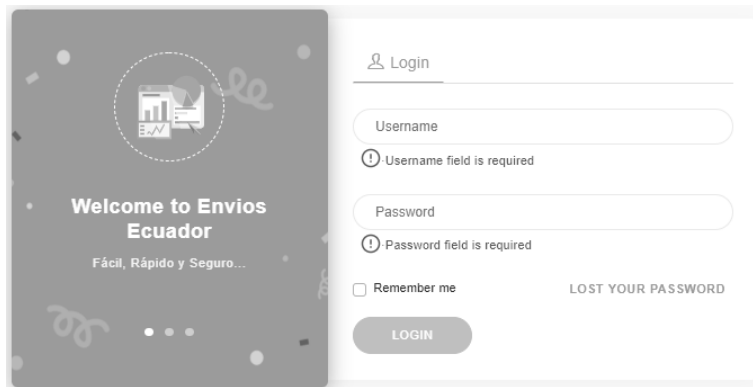 Welcome to Envios
Ecuador
Fácil, Rápido y Seguro...
Login
Username
Username field is required
Password
Password field is required
Remember me
LOST YOUR PASSWORD
LOGIN